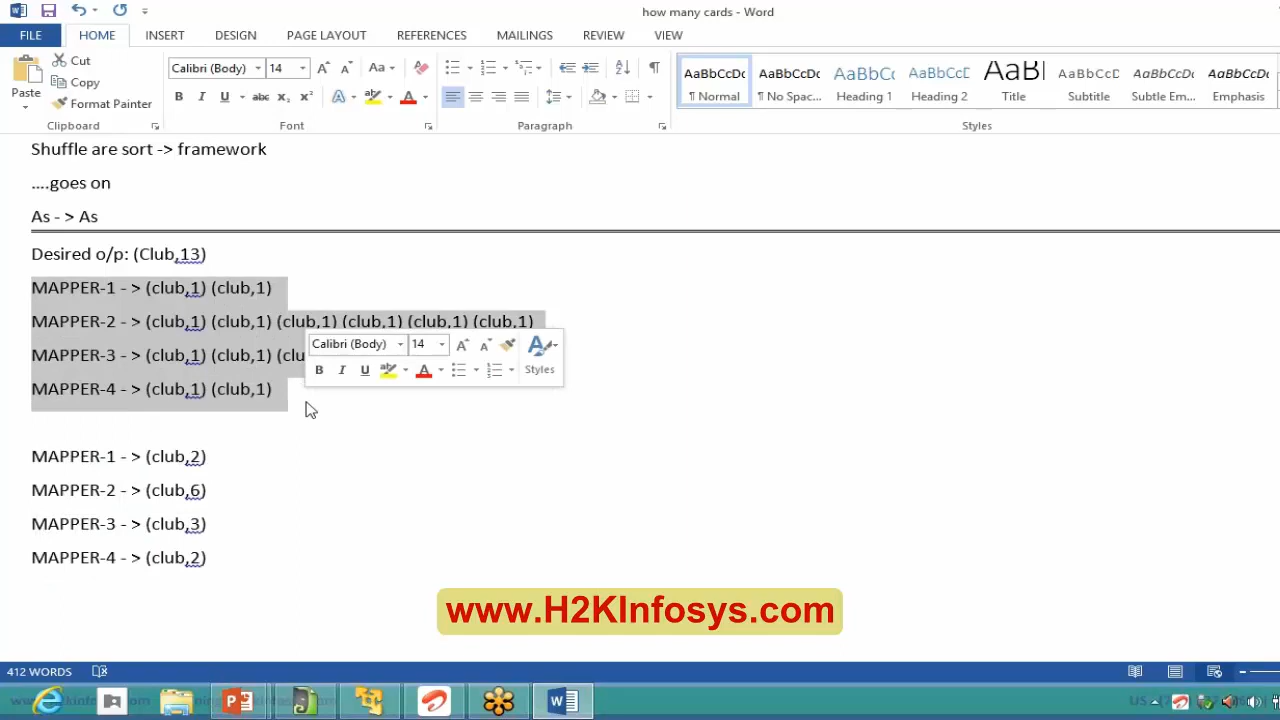 how many cards - Word
FILE HOME INSERT DESIGN PAGE LAYOUT REFERENCES MAILINGS REVIEW VIEW
Paste
Cut
Copy
Format Painter
Clipboard
Calibri (Body) 14
Font
Paragraph
AaBbCcDc AaBbCcDc AaBbCc AaBbCcD AaB AaBbCcD AaBbCcDc AaBbCcDc
¶ Normal ¶ No Spac... Heading 1 Heading 2 Title Subtitle Subtle Em... Emphasis
Styles
Shuffle are sort -> framework
....goes on
As - > As
Desired o/p: (Club,13)
MAPPER-1 - > (club,1) (club,1)
MAPPER-2 - > (club,1) (club,1) (club,1) (club,1) (club,1) (club,1)
MAPPER-3 - > (club,1) (club,1) (clu
MAPPER-4 - > (club,1) (club,1)
Calibri (Body) 14
Styles
MAPPER-1 - > (club,2)
MAPPER-2 - > (club,6)
MAPPER-3 - > (club,3)
MAPPER-4 - > (club,2)
www.H2KInfosys.com
412 WORDS